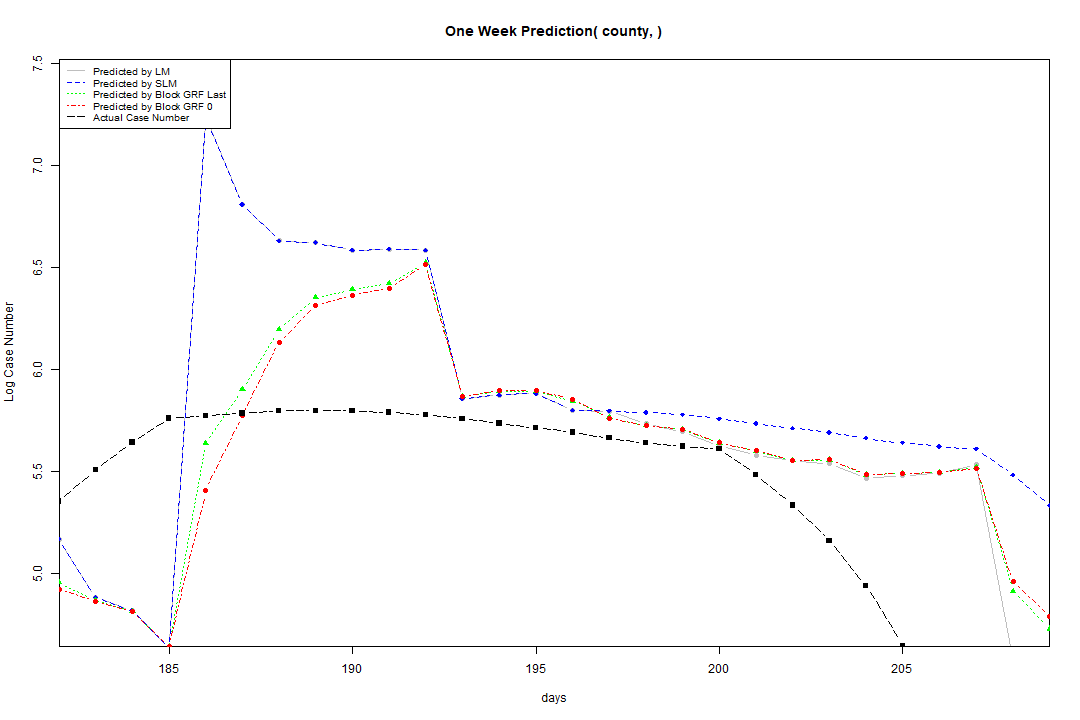 One Week Prediction( county, )
7.5
7.0
6.5
6.0
5.5
5.0
Log Case Number
Predicted by LM
Predicted by SLM
Predicted by Block GRF Last
Predicted by Block GRF 0
Actual Case Number
185 190 195 200 205
days